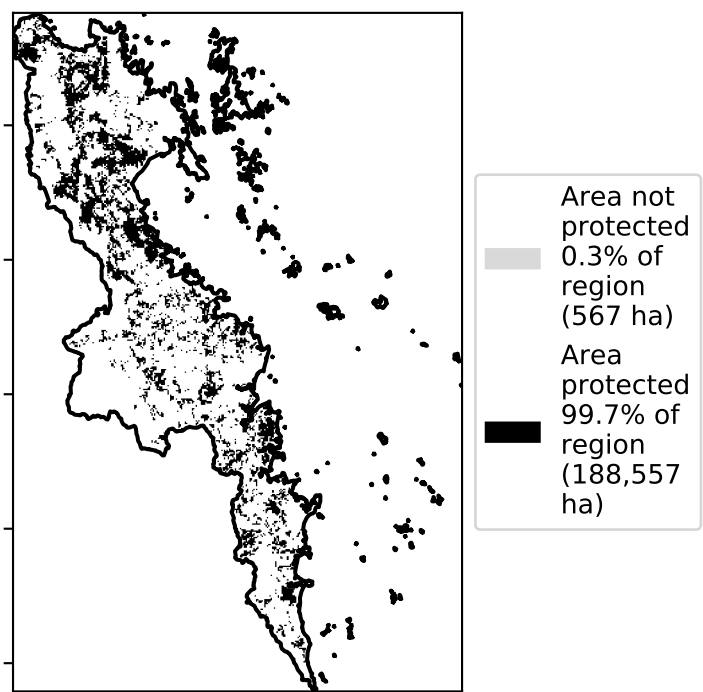 Area not
protected
0.3% of
region
(567 ha)
Area
protected
99.7% of
region
(188,557
ha)